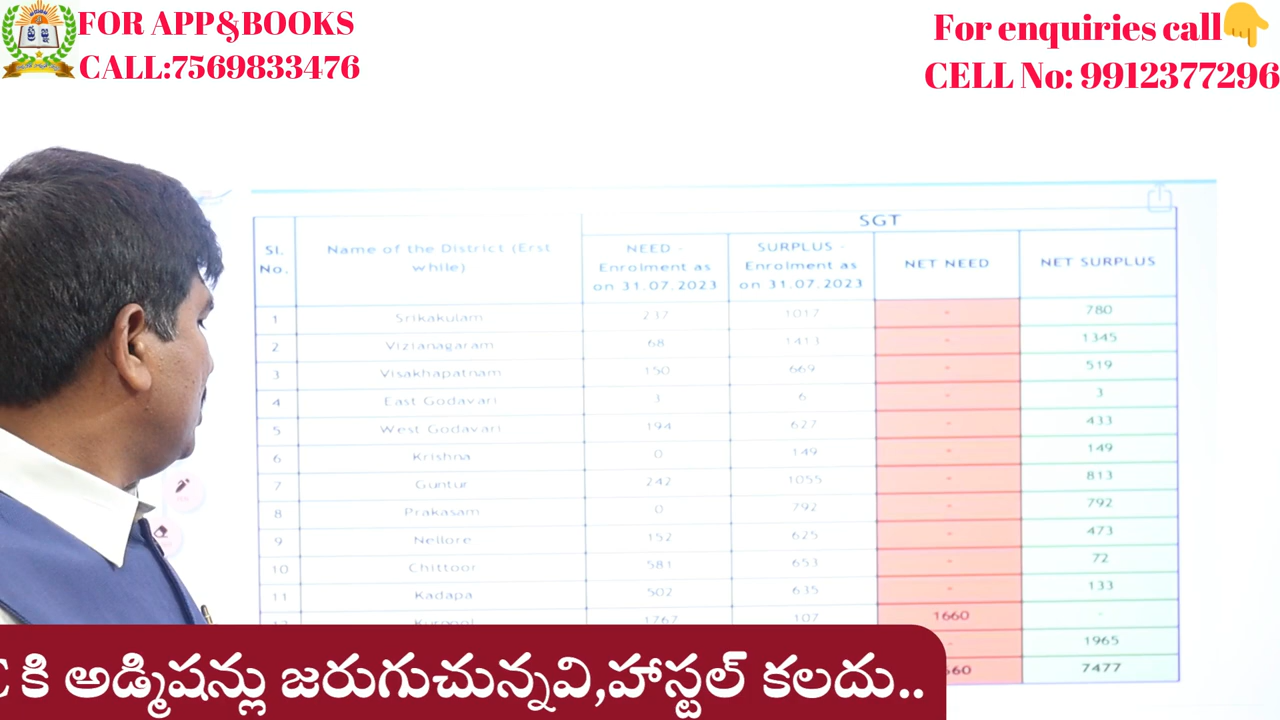 FOR APP&BOOKS
CALL:7569833476
For enquiries call
CELL No: 9912377296
SGT
Sl. No. Name of the District (Erst while) NEED - Enrolment as on 31.07.2023 SURPLUS - Enrolment as on 31.07.2023 NET NEED NET SURPLUS
1 Srikakulam 237 1017 - 780
2 Vizianagaram 68 1413 - 1345
3 Visakhapatnam 150 669 - 519
4 East Godavari 3 6 - 3
5 West Godavari 194 627 - 433
6 Krishna 0 149 - 149
7 Guntur 242 1055 - 813
8 Prakasam 0 792 - 792
9 Nellore 152 625 - 473
10 Chittoor 581 653 - 72
11 Kadapa 502 635 - 133
12 Kurnool 1767 107 1660 -
- 1965
7477
కి అడ్మిషన్లు జరుగుచున్నవి,హాస్టల్ కలదు..